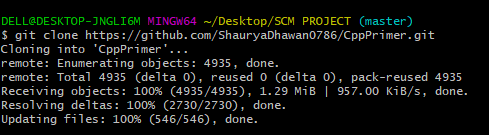 DELL@DESKTOP-JNGLI6M MINGW64 ~/Desktop/SCM PROJECT (master)
$ git clone https://github.com/ShauryaDhawan0786/CppPrimer.git
Cloning into 'CppPrimer'...
remote: Enumerating objects: 4935, done.
remote: Total 4935 (delta 0), reused 0 (delta 0), pack-reused 4935
Receiving objects: 100% (4935/4935), 1.29 MiB | 957.00 KiB/s, done.
Resolving deltas: 100% (2730/2730), done.
Updating files: 100% (546/546), done.